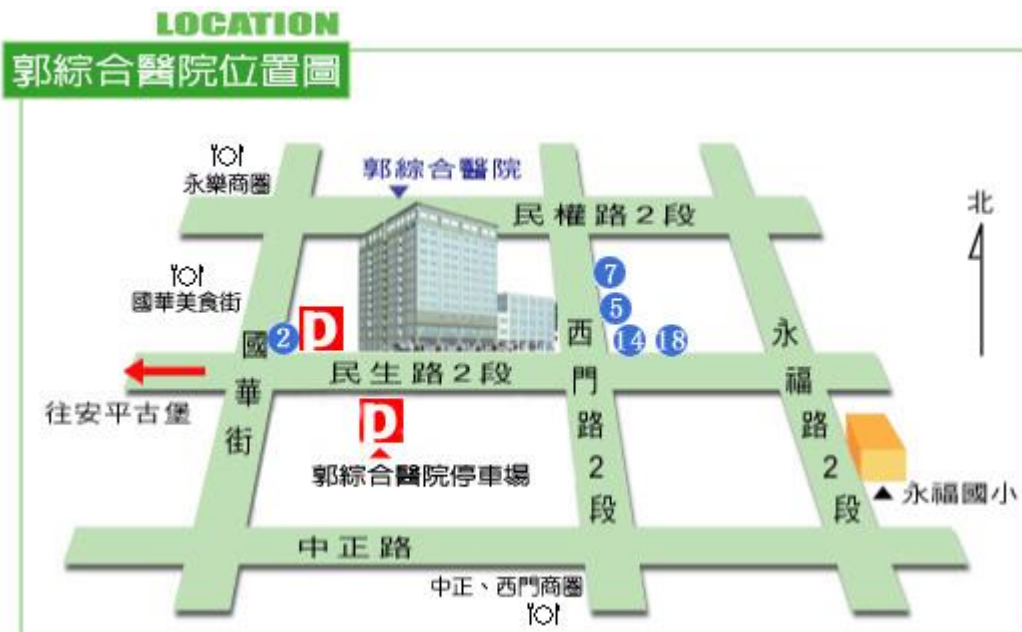 LOCATION
郭綜合醫院位置圖
永樂商圈
郭綜合醫院
民權路2段
北
國華美食街
7
5
14
18
2
P
國華街
民生路2段
西門路2段
永福路2段
往安平古堡
P
郭綜合醫院停車場
永福國小
中正路
中正、西門商圈